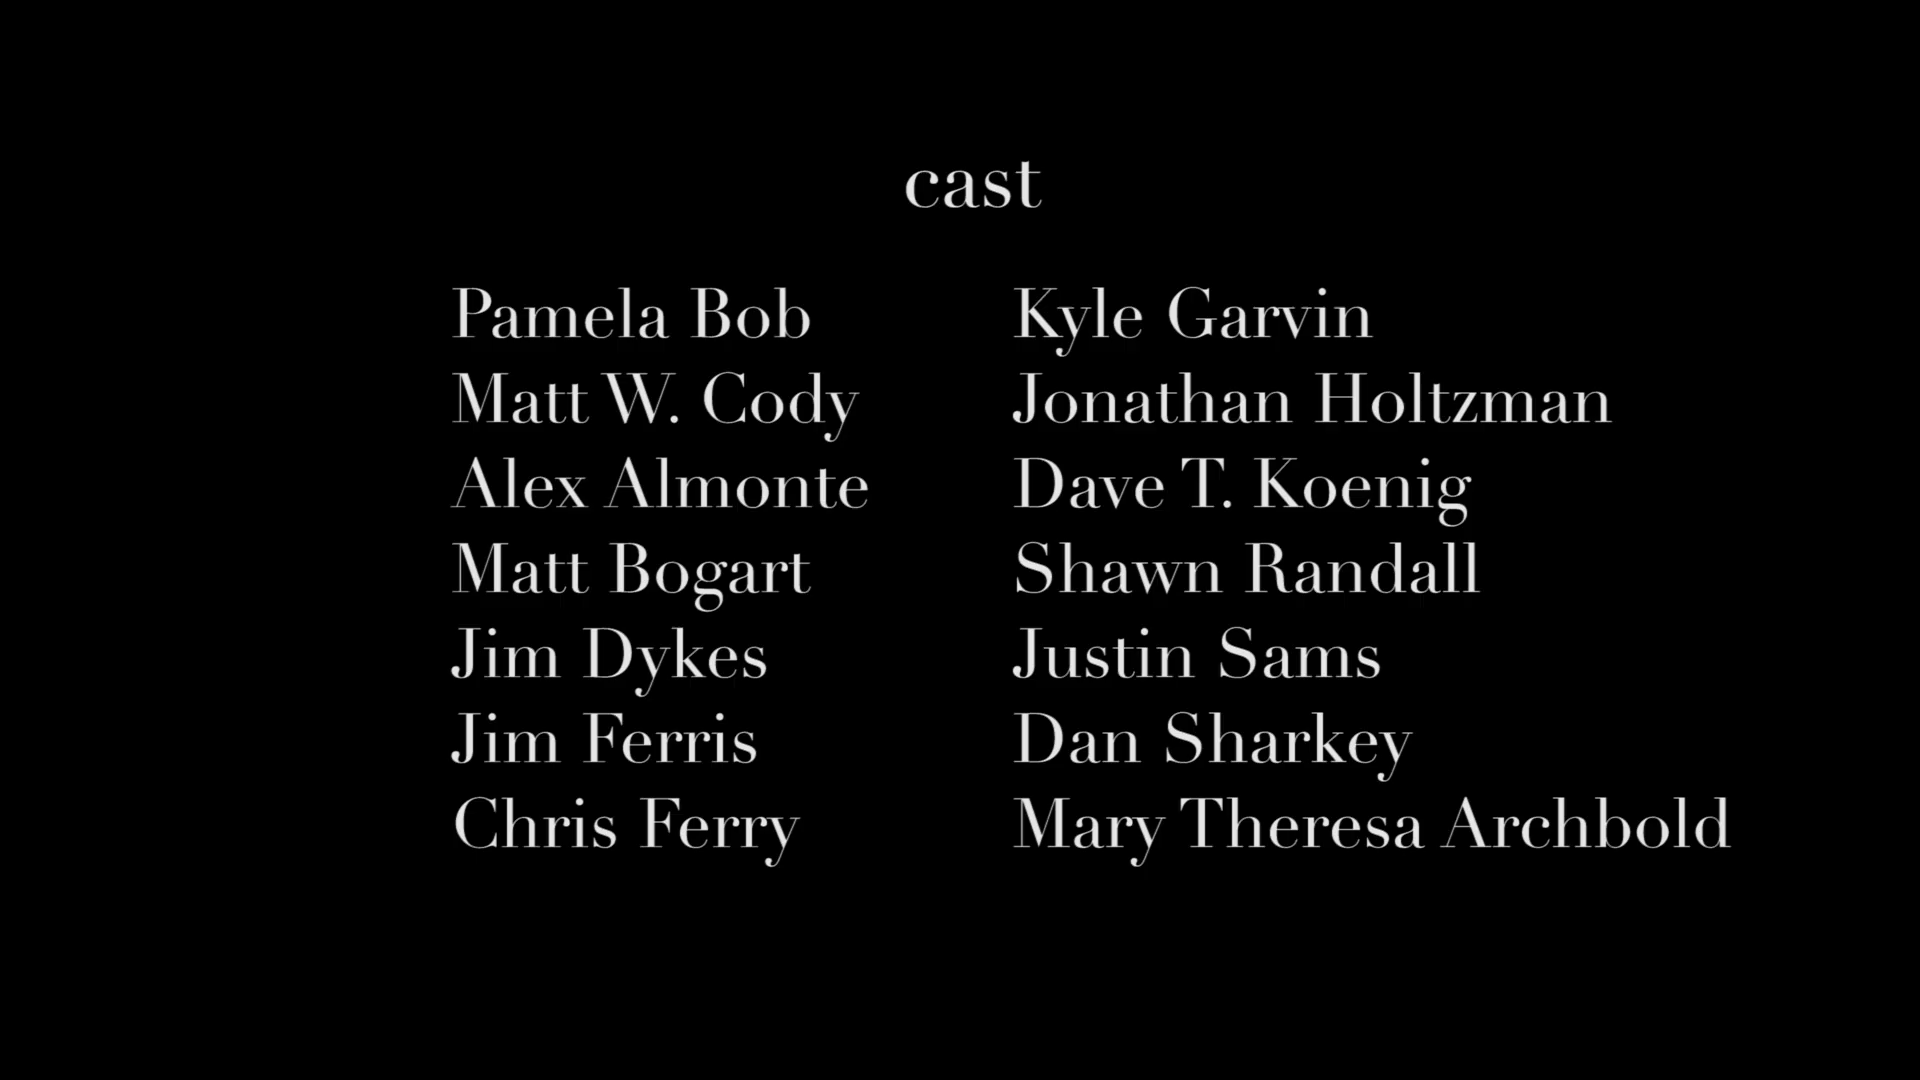 cast
Pamela Bob
Matt W. Cody
Alex Almonte
Matt Bogart
Jim Dykes
Jim Ferris
Chris Ferry
Kyle Garvin
Jonathan Holtzman
Dave T. Koenig
Shawn Randall
Justin Sams
Dan Sharkey
Mary Theresa Archbold